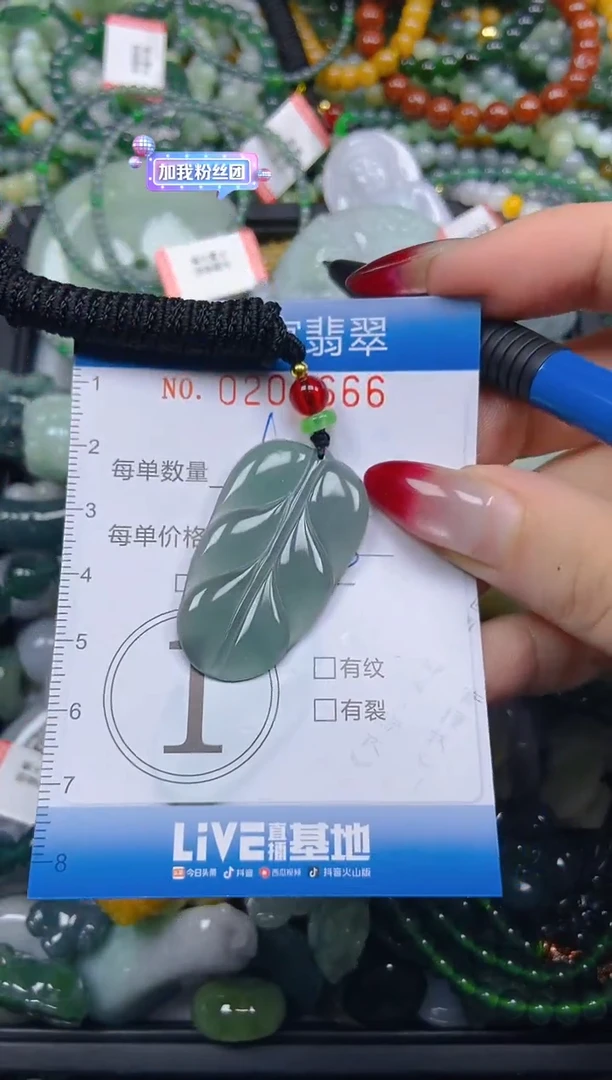 加我粉丝团
翡翠
NO. 020 666
每单数量
每单价格
1
有纹
有裂
1
2
3
4
5
6
7
8
LiVE直播基地
今日头条 抖音 西瓜视频 抖音火山版